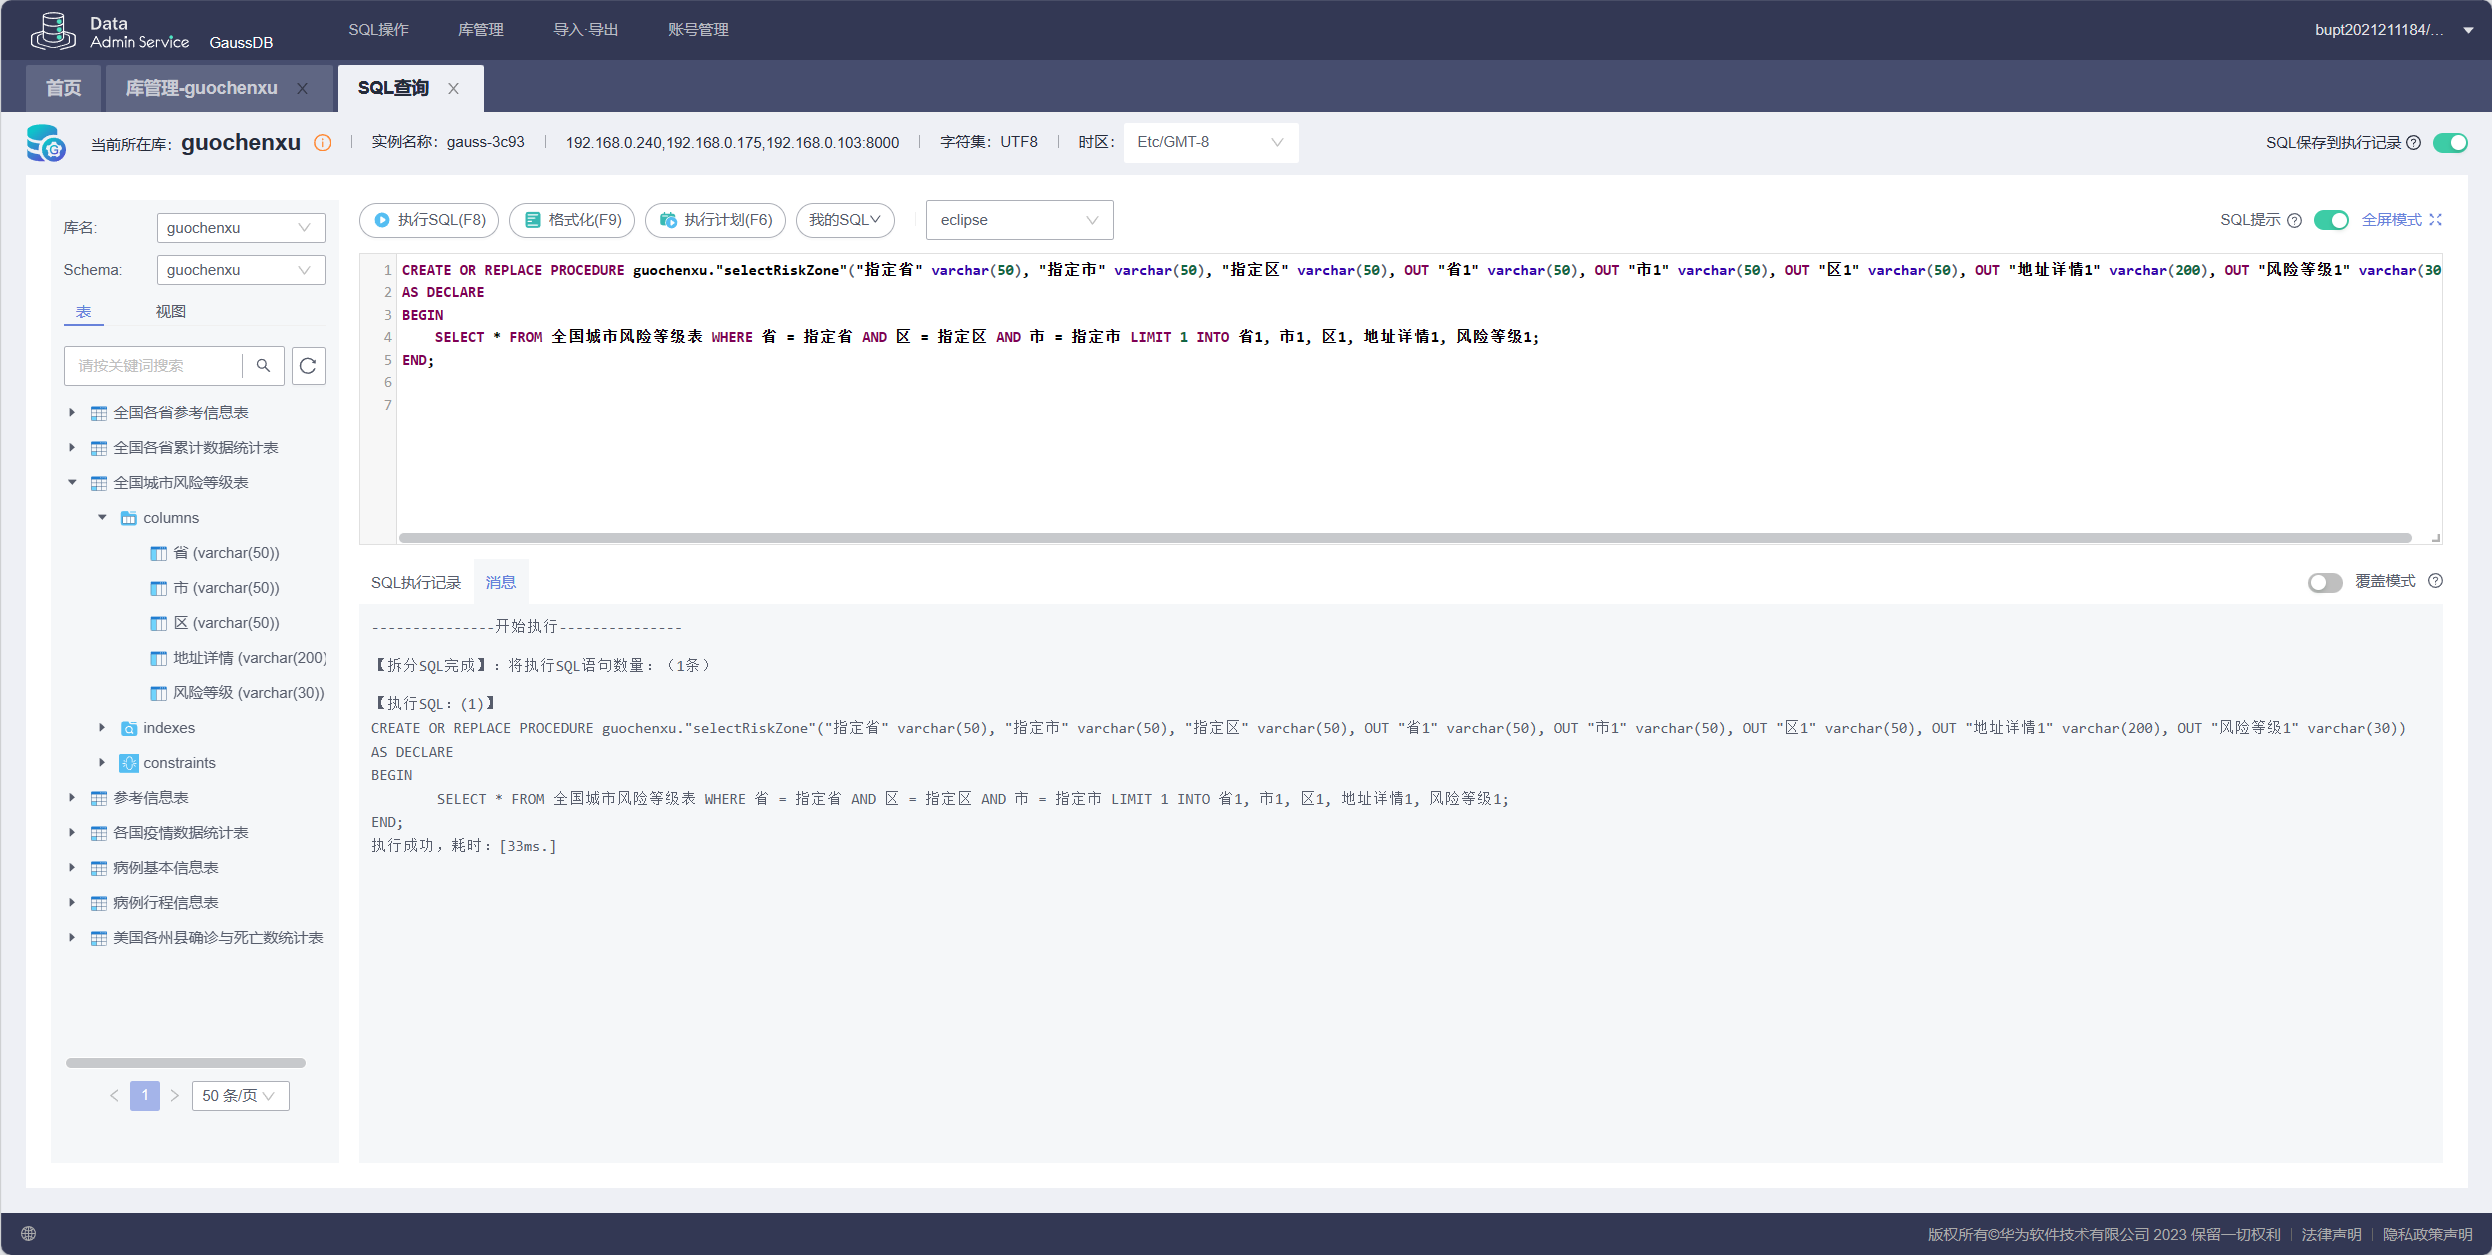 Data Admin Service GaussDB SQL操作 库管理 导入·导出 账号管理 bupt2021211184/...
首页 库管理-guochenxu SQL查询
当前所在库: guochenxu 实例名称: gauss-3c93 192.168.0.240,192.168.0.175,192.168.0.103:8000 字符集: UTF8 时区: Etc/GMT-8 SQL保存到执行记录
库名: guochenxu
Schema: guochenxu
表 视图
请按关键词搜索
全国各省参考信息表
全国各省累计数据统计表
全国城市风险等级表
columns
省 (varchar(50))
市 (varchar(50))
区 (varchar(50))
地址详情 (varchar(200)
风险等级 (varchar(30))
indexes
constraints
参考信息表
各国疫情数据统计表
病例基本信息表
病例行程信息表
美国各州县确诊与死亡数统计表
1 50 条/页
执行SQL(F8) 格式化(F9) 执行计划(F6) 我的SQL eclipse SQL提示 全屏模式
1 CREATE OR REPLACE PROCEDURE guochenxu."selectRiskZone"("指定省" varchar(50), "指定市" varchar(50), "指定区" varchar(50), OUT "省1" varchar(50), OUT "市1" varchar(50), OUT "区1" varchar(50), OUT "地址详情1" varchar(200), OUT "风险等级1" varchar(30
2 AS DECLARE
3 BEGIN
4 SELECT * FROM 全国城市风险等级表 WHERE 省 = 指定省 AND 区 = 指定区 AND 市 = 指定市 LIMIT 1 INTO 省1, 市1, 区1, 地址详情1, 风险等级1;
5 END;
6
7
SQL执行记录 消息 覆盖模式
---------------开始执行---------------
【拆分SQL完成】：将执行SQL语句数量：（1条）
【执行SQL：(1)】
CREATE OR REPLACE PROCEDURE guochenxu."selectRiskZone"("指定省" varchar(50), "指定市" varchar(50), "指定区" varchar(50), OUT "省1" varchar(50), OUT "市1" varchar(50), OUT "区1" varchar(50), OUT "地址详情1" varchar(200), OUT "风险等级1" varchar(30))
AS DECLARE
BEGIN
SELECT * FROM 全国城市风险等级表 WHERE 省 = 指定省 AND 区 = 指定区 AND 市 = 指定市 LIMIT 1 INTO 省1, 市1, 区1, 地址详情1, 风险等级1;
END;
执行成功，耗时：[33ms.]
版权所有©华为软件技术有限公司 2023 保留一切权利 法律声明 隐私政策声明